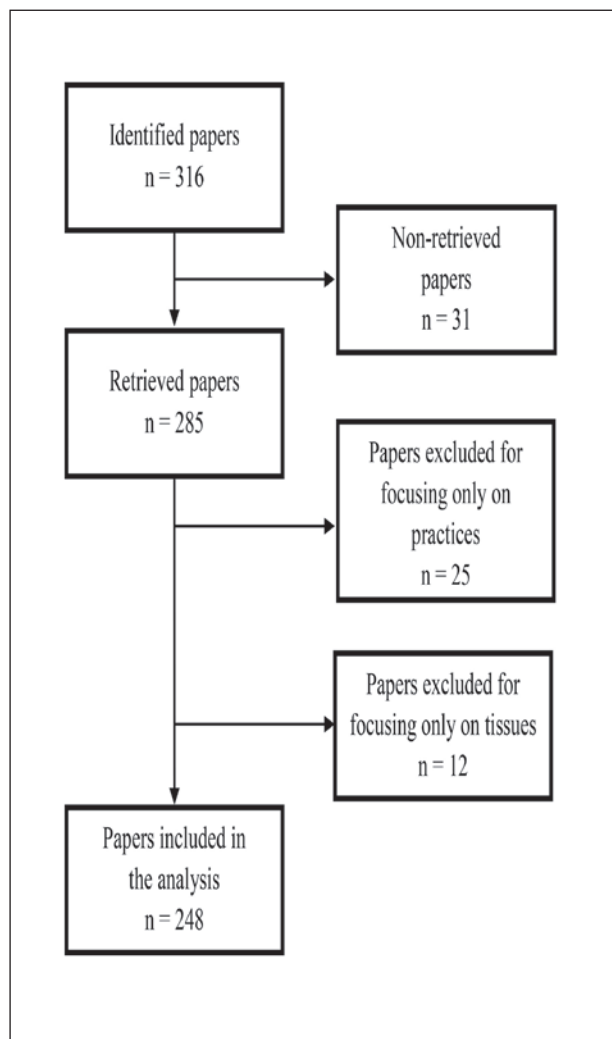 Identified papers
n = 316
Non-retrieved
papers
n = 31
Retrieved papers
n = 285
Papers excluded for
focusing only on
practices
n = 25
Papers excluded for
focusing only on tissues
n = 12
Papers included in
the analysis
n = 248